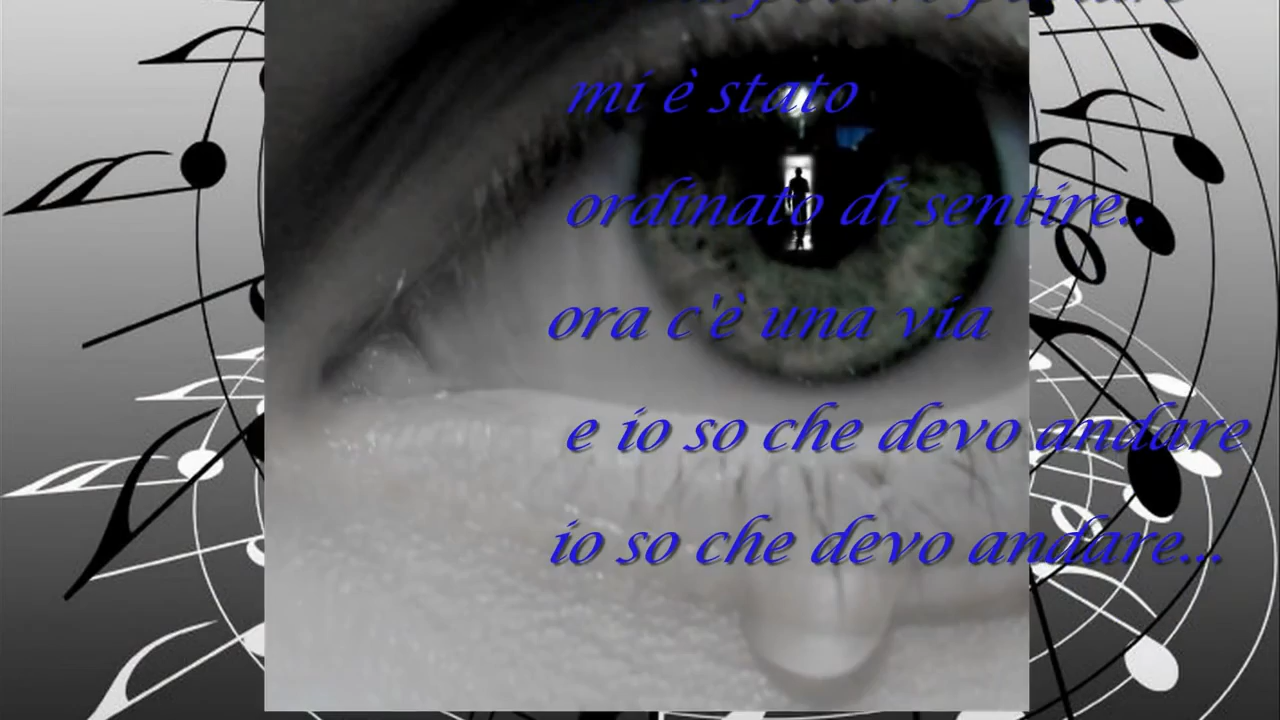 mi è stato
ordinato di sentire..
ora c'è una via
e io so che devo andare
io so che devo andare...